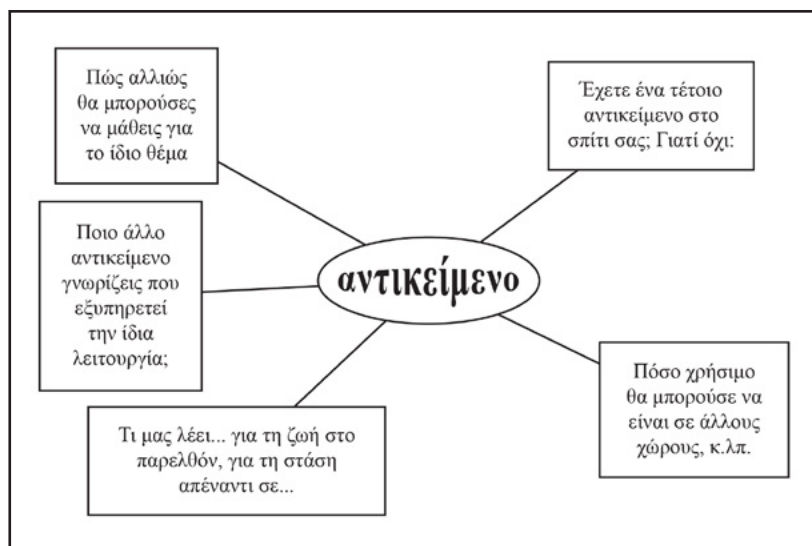 Πώς αλλιώς
θα μπορούσες
να μάθεις για
το ίδιο θέμα
Έχετε ένα τέτοιο
αντικείμενο στο
σπίτι σας; Γιατί όχι:
Ποιο άλλο
αντικείμενο
γνωρίζεις που
εξυπηρετεί
την ίδια
λειτουργία;
αντικείμενο
Πόσο χρήσιμο
θα μπορούσε να
είναι σε άλλους
χώρους, κ.λπ.
Τι μας λέει... για τη ζωή στο
παρελθόν, για τη στάση
απέναντι σε...